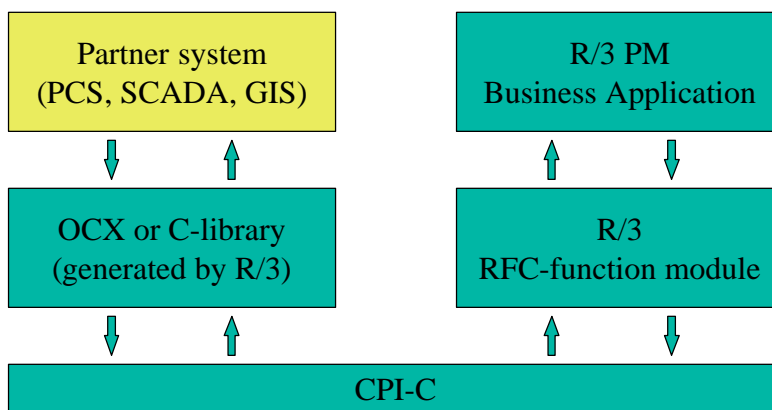 Partner system
(PCS, SCADA, GIS)
R/3 PM
Business Application
OCX or C-library
(generated by R/3)
R/3
RFC-function module
CPI-C